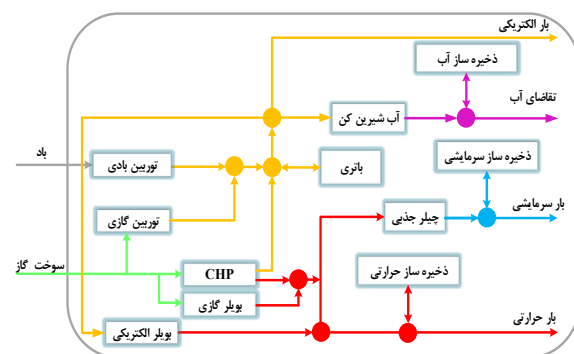 بار الکتریکی
ذخیره ساز آب
تقاضای آب
آب شیرین کن
ذخیره ساز سرمایشی
باد
توربین بادی
باتری
توربین گازی
چیلر جذبی
بار سرمایشی
سوخت گاز
CHP
ذخیره ساز حرارتی
بویلر گازی
بویلر الکتریکی
بار حرارتی